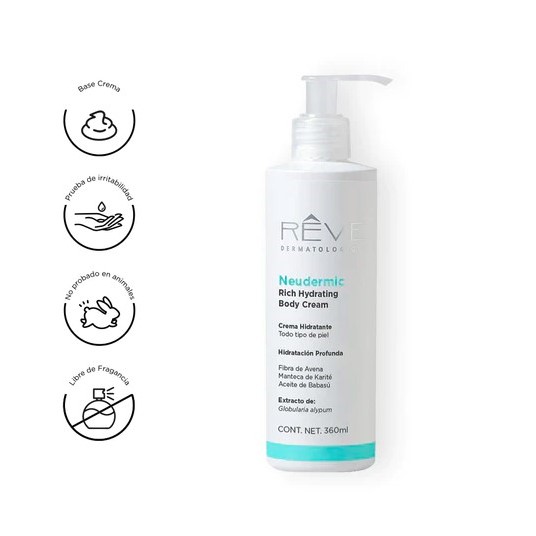 Base Crema
Prueba de irritabilidad
No probado en animales
Libre de Fragancia
RÊVE
Neudermic
Rich Hydrating
Body Cream
Crema Hidratante
Todo tipo de piel
Hidratación Profunda
Fibra de Avena
Manteca de Karité
Aceite de Babasú
Extracto de:
Globularia alypum
CONT. NET. 360ml